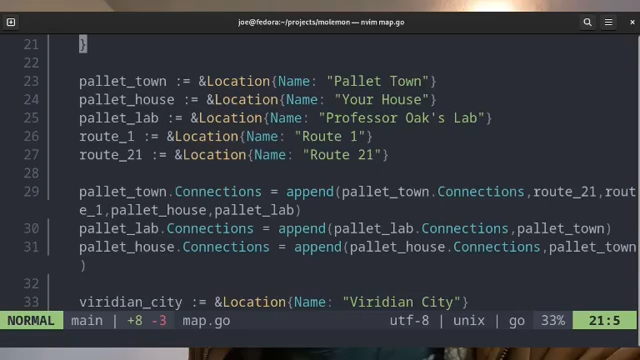 joe@fedora:~/projects/molemon — nvim map.go
21 }
22
23 pallet_town := &Location{Name: "Pallet Town"}
24 pallet_house := &Location{Name: "Your House"}
25 pallet_lab := &Location{Name: "Professor Oak's Lab"}
26 route_1 := &Location{Name: "Route 1"}
27 route_21 := &Location{Name: "Route 21"}
28
29 pallet_town.Connections = append(pallet_town.Connections,route_21,rout
e_1,pallet_house,pallet_lab)
30 pallet_lab.Connections = append(pallet_lab.Connections,pallet_town)
31 pallet_house.Connections = append(pallet_house.Connections,pallet_town
)
32
33 viridian_city := &Location{Name: "Viridian City"}
NORMAL main | +8 -3 map.go utf-8 | unix | go 33% 21:5